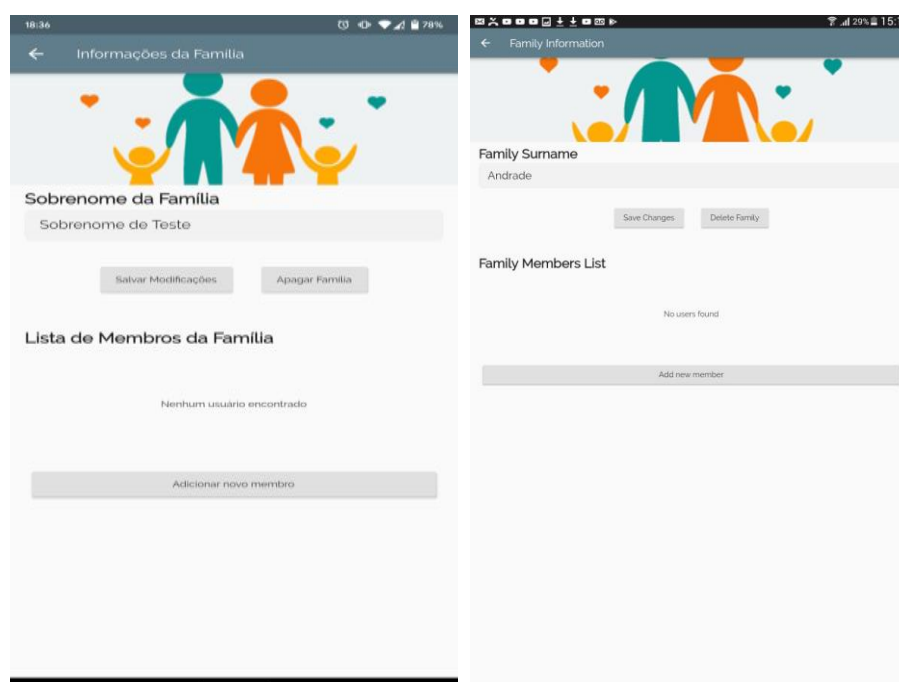 18:36
78%
Informações da Família
Sobrenome da Família
Sobrenome de Teste
Salvar Modificações
Apagar Família
Lista de Membros da Família
Nenhum usuário encontrado
Adicionar novo membro
29% 15:
Family Information
Family Surname
Andrade
Save Changes
Delete Family
Family Members List
No users found
Add new member